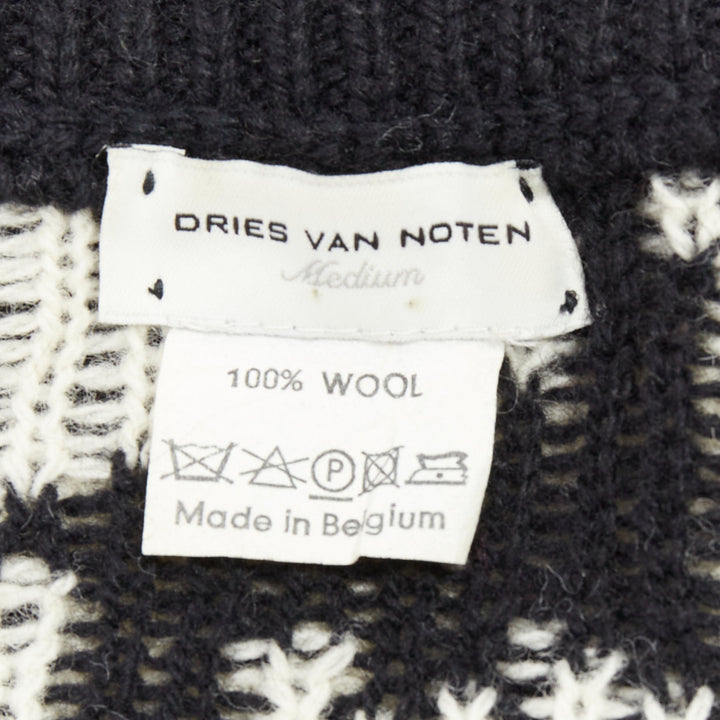 DRIES VAN NOTEN
Medium
100% WOOL
P
Made in Belgium